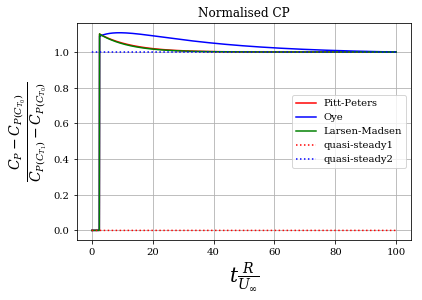 Normalised CP
C_P − C_{P(C_{T_0})}
C_{P(C_{T_1})} − C_{P(C_{T_0})}
1.0
0.8
0.6
0.4
0.2
0.0
Pitt-Peters
Oye
Larsen-Madsen
quasi-steady1
quasi-steady2
0 20 40 60 80 100
t R/U_∞